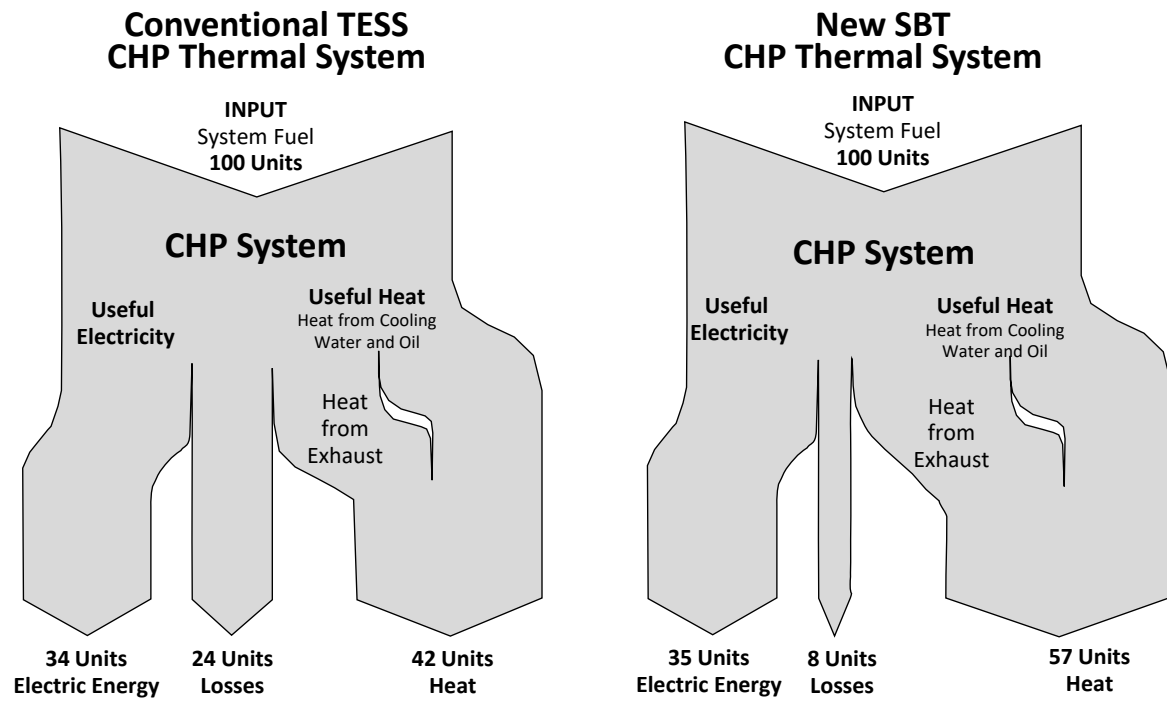 Conventional TESS
CHP Thermal System
INPUT
System Fuel
100 Units
CHP System
Useful
Electricity
Useful Heat
Heat from Cooling
Water and Oil
Heat
from
Exhaust
34 Units
Electric Energy
24 Units
Losses
42 Units
Heat
New SBT
CHP Thermal System
INPUT
System Fuel
100 Units
CHP System
Useful
Electricity
Useful Heat
Heat from Cooling
Water and Oil
Heat
from
Exhaust
35 Units
Electric Energy
8 Units
Losses
57 Units
Heat